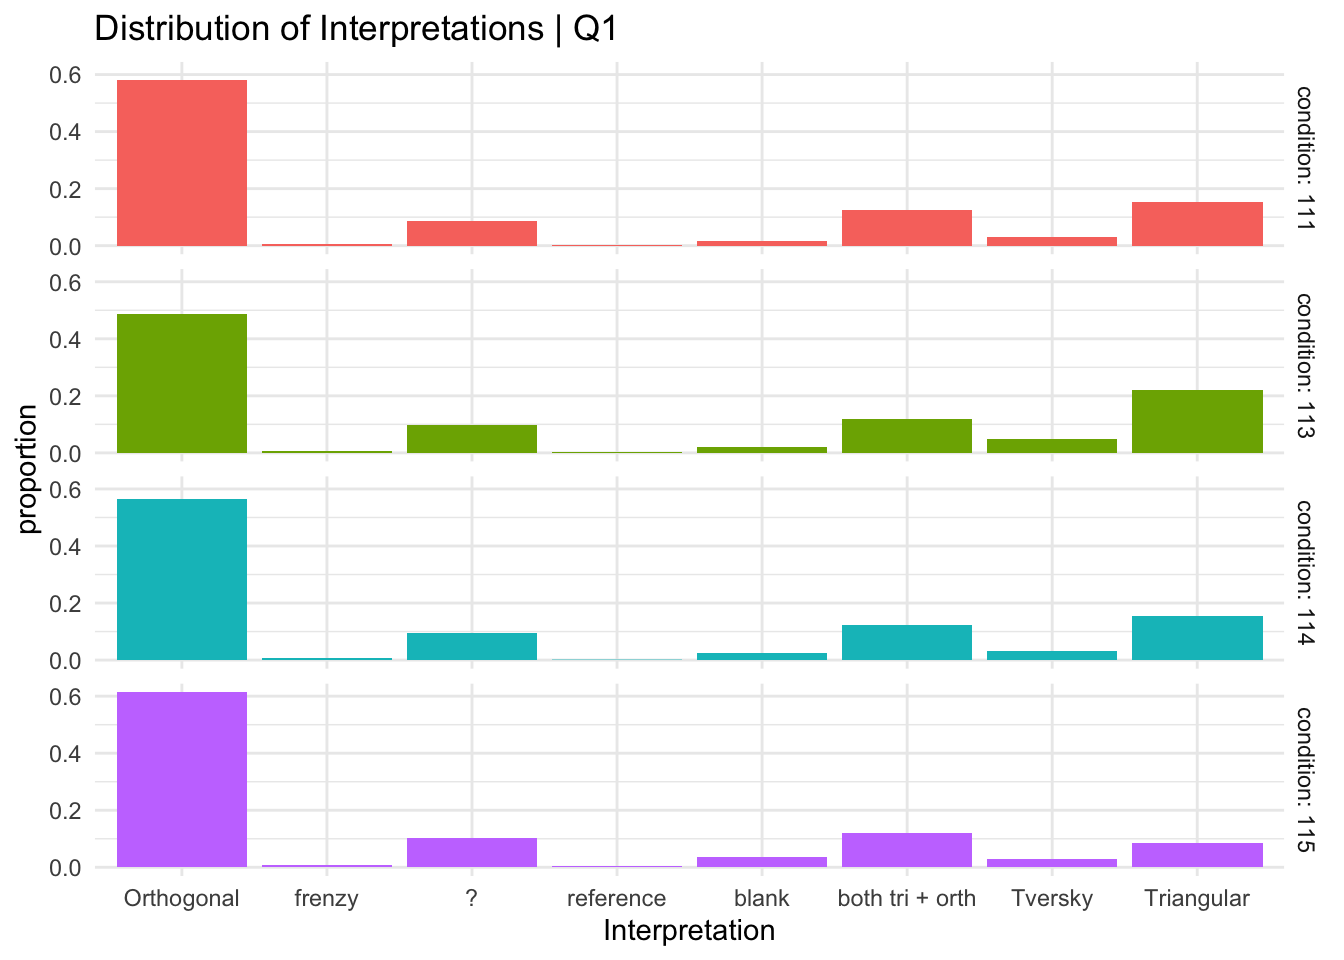 Distribution of Interpretations | Q1
0.6
0.4
0.2
0.0
condition: 111
0.6
0.4
0.2
0.0
condition: 113
0.6
0.4
0.2
0.0
condition: 114
0.6
0.4
0.2
0.0
condition: 115
proportion
Orthogonal frenzy ? reference blank both tri + orth Tversky Triangular
Interpretation